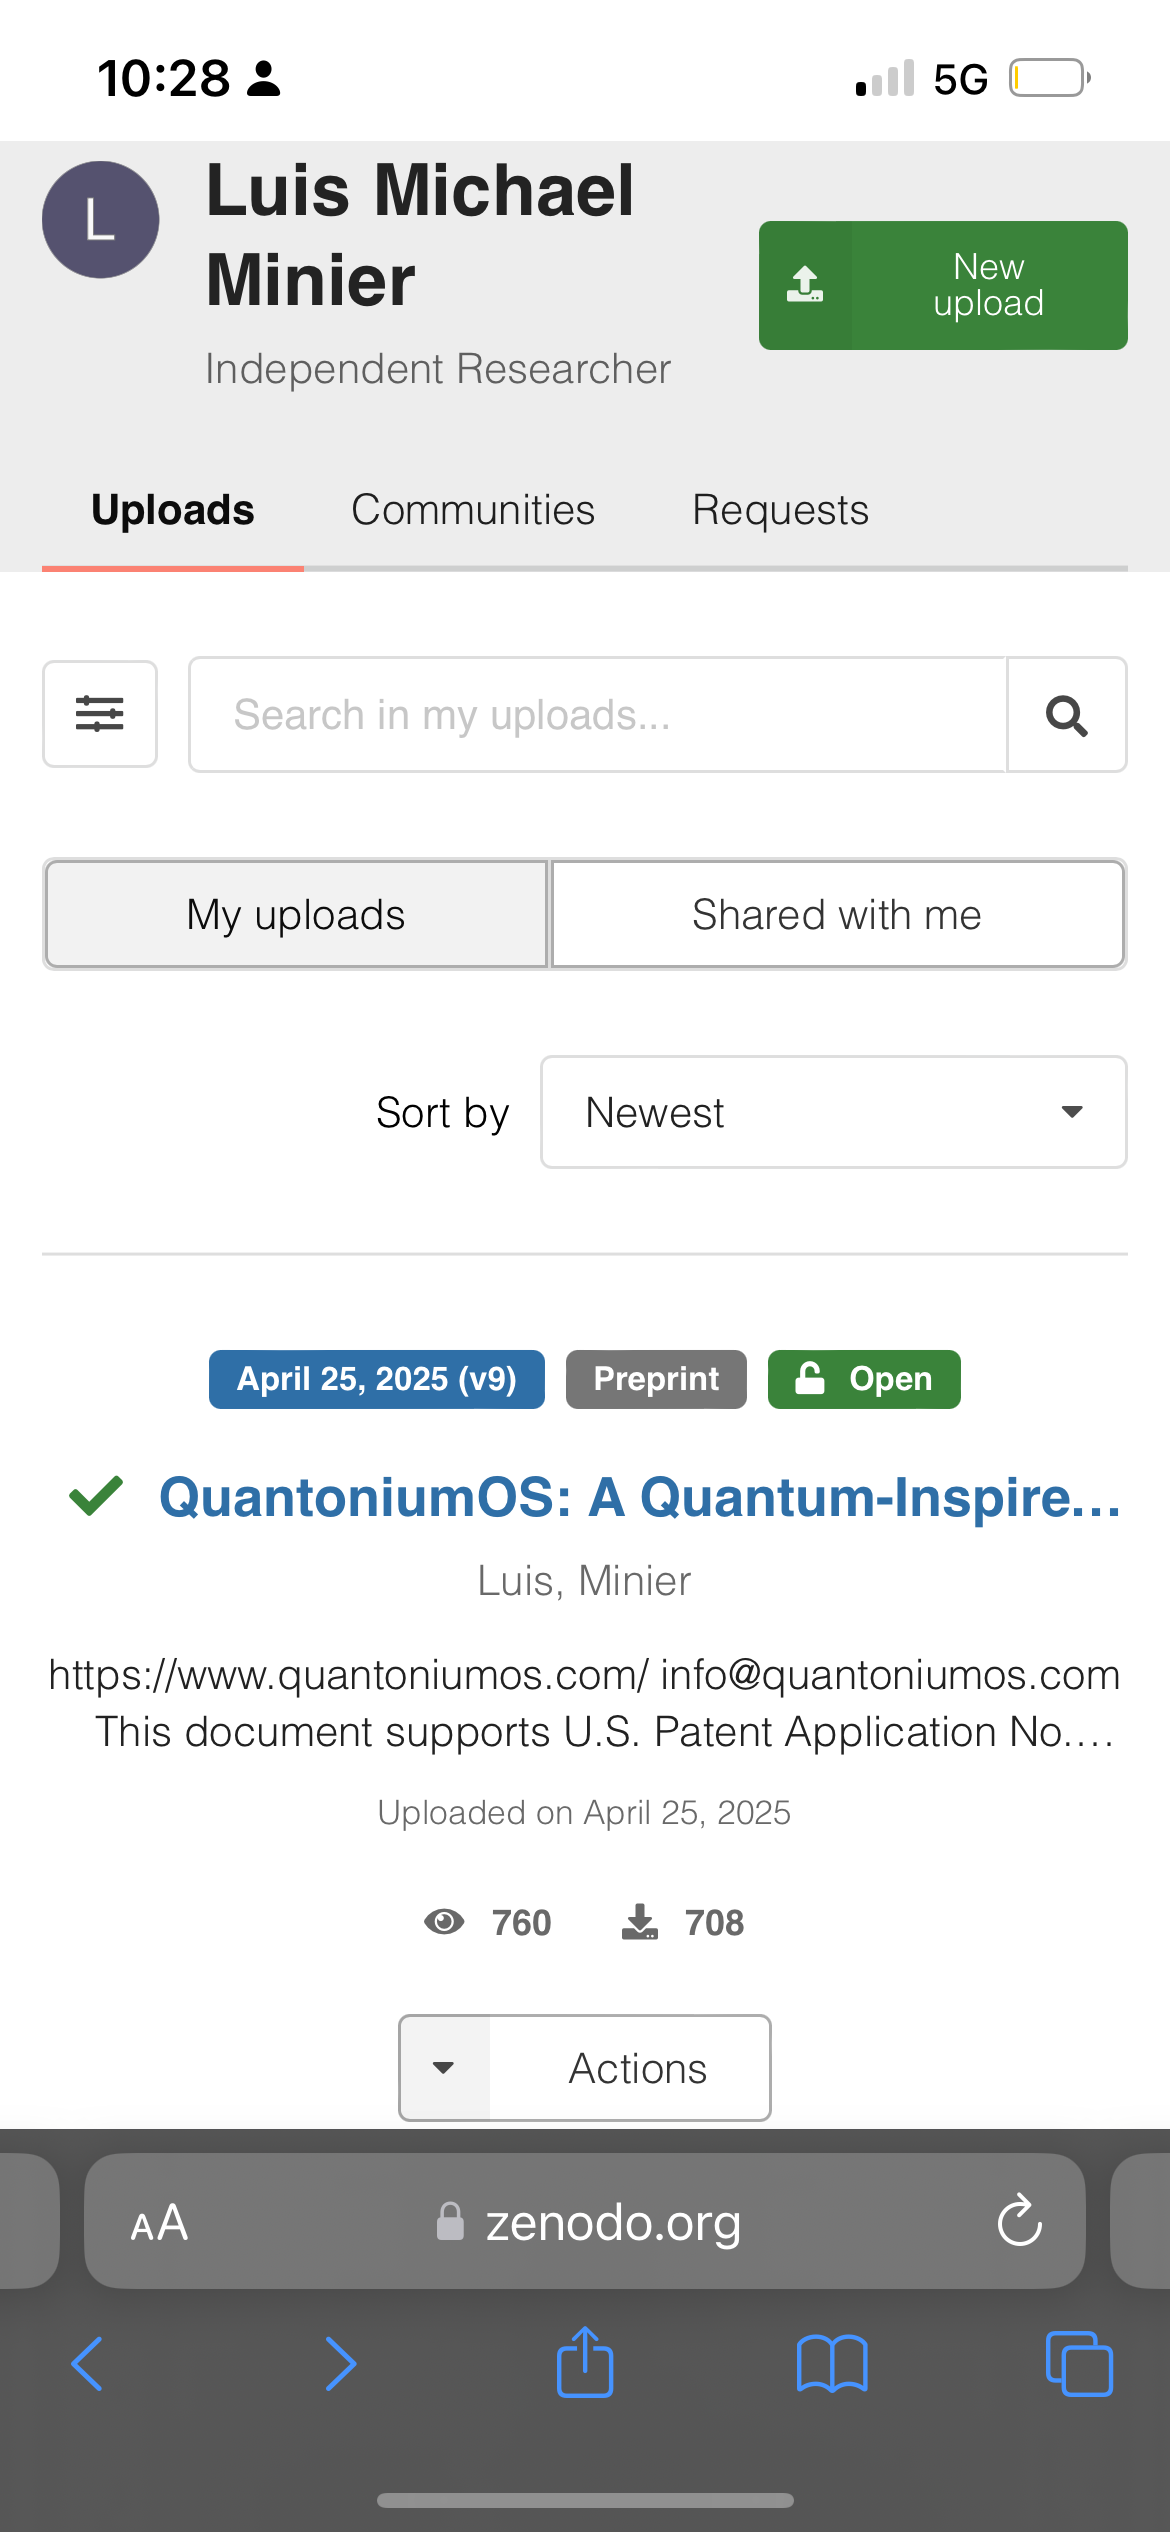 10:28
5G
L
Luis Michael
Minier
Independent Researcher
New
upload
Uploads
Communities
Requests
Search in my uploads...
My uploads
Shared with me
Sort by
Newest
April 25, 2025 (v9)
Preprint
Open
QuantoniumOS: A Quantum-Inspire...
Luis, Minier
https://www.quantoniumos.com/ info@quantoniumos.com
This document supports U.S. Patent Application No....
Uploaded on April 25, 2025
760
708
Actions
AA
zenodo.org